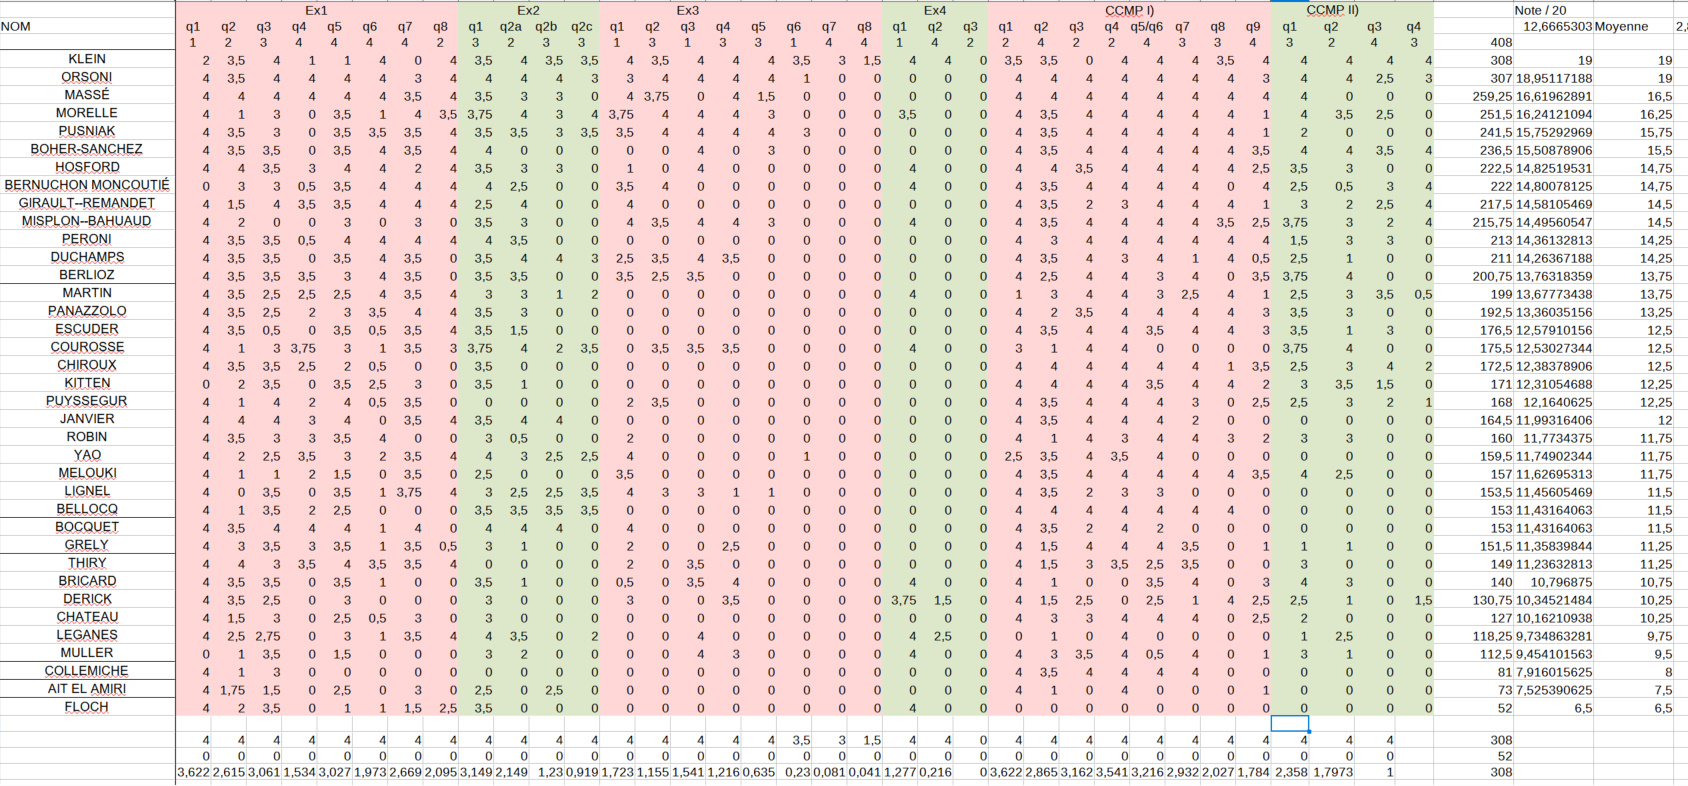 Ex1 Ex2 Ex3 Ex4 CCMP I) CCMP II) Note / 20
NOM q1 q2 q3 q4 q5 q6 q7 q8 q1 q2a q2b q2c q1 q2 q3 q4 q5 q6 q7 q8 q1 q2 q3 q1 q2 q3 q4 q5/q6 q7 q8 q9 q1 q2 q3 q4 12,6665303 Moyenne
1 2 3 4 4 4 4 2 3 2 3 3 1 3 1 3 3 1 4 4 1 4 2 2 4 2 2 4 3 3 4 3 2 4 3 408
KLEIN 2 3,5 4 1 1 4 0 4 3,5 4 3,5 3,5 4 3,5 4 4 4 3,5 3 1,5 4 4 0 3,5 3,5 0 4 4 4 3,5 4 4 4 4 4 308 19 19
ORSONI 4 3,5 4 4 4 4 3 4 4 4 4 3 3 4 4 4 4 1 0 0 4 0 0 4 4 4 4 4 4 4 3 4 4 2,5 3 307 18,95117188 19
MASSÉ 4 4 4 4 4 4 3,5 4 3,5 3 3 0 4 3,75 0 4 1,5 0 0 0 0 0 0 4 4 4 4 4 4 4 4 4 0 0 0 259,25 16,61962891 16,5
MORELLE 4 1 3 0 3,5 1 4 3,5 3,75 4 3 4 3,75 4 4 4 3 0 0 0 3,5 0 0 4 3,5 4 4 4 4 4 1 4 3,5 2,5 0 251,5 16,24121094 16,25
PUSNIAK 4 3,5 3 0 3,5 3,5 3,5 4 3,5 3,5 3 3,5 3,5 4 4 4 4 3 0 0 4 0 0 4 3,5 4 4 4 4 4 1 2 0 0 0 241,5 15,75292969 15,75
BOHER-SANCHEZ 4 3,5 3,5 0 3,5 4 3,5 4 4 0 0 0 0 0 4 0 3 0 0 0 4 0 0 4 3,5 4 4 4 4 4 3,5 4 4 3,5 4 236,5 15,50878906 15,5
HOSFORD 4 4 3,5 3 4 4 2 4 3,5 3 3 0 1 0 4 0 0 0 0 0 4 0 0 4 4 3,5 4 4 4 4 2,5 3,5 3 0 0 222,5 14,82519531 14,75
BERNUCHON MONCOUTIÉ 0 3 3 0,5 3,5 4 4 4 4 2,5 0 0 3,5 4 0 0 0 0 0 0 4 0 0 4 3,5 4 4 4 4 0 4 2,5 0,5 3 4 222 14,80078125 14,75
GIRAULT--REMANDET 4 1,5 4 3,5 3,5 4 4 4 2,5 4 0 0 4 0 0 0 0 0 0 0 4 0 0 4 3,5 2 3 4 4 4 4 3 2 2,5 4 217,5 14,58105469 14,5
MISPLON--BAHUAUD 4 2 0 0 3 0 3 0 3,5 3 0 0 4 3,5 4 4 3 0 0 0 4 0 0 4 3,5 4 4 4 4 3,5 2,5 3,75 3 2 4 215,75 14,49560547 14,5
PERONI 4 3,5 3,5 0,5 4 4 4 4 4 3,5 0 0 0 0 0 0 0 0 0 0 4 0 0 4 3 4 4 4 4 4 4 1,5 3 3 0 213 14,36132813 14,25
DUCHAMPS 4 3,5 3,5 0 3,5 0 3,5 0 3,5 4 4 3 2,5 3,5 4 3,5 0 0 0 0 4 0 0 4 3,5 4 3 4 1 4 0,5 2,5 1 0 0 211 14,26367188 14,25
BERLIOZ 4 3,5 3,5 3,5 3 4 3,5 4 3,5 3,5 0 0 3,5 2,5 3,5 0 0 0 0 0 4 0 0 4 2,5 4 4 3 4 0 3,5 3,75 4 0 0 200,75 13,76318359 13,75
MARTIN 4 3,5 2,5 2,5 2,5 4 3,5 4 3 3 1 2 0 0 0 0 0 0 0 0 4 0 0 1 3 4 4 3 2,5 4 1 2,5 3 3,5 0,5 199 13,67773438 13,75
PANAZZOLO 4 3,5 2,5 2 3 3,5 4 4 3,5 3 0 0 0 0 0 0 0 0 0 0 4 0 0 4 2 3,5 4 4 4 4 3 3,5 3 0 0 192,5 13,36035156 13,25
ESCUDER 4 3,5 0,5 0 3,5 0,5 3,5 4 3,5 1,5 0 0 0 0 0 0 0 0 0 0 4 0 0 4 3,5 4 4 3,5 4 4 3 3,5 1 3 0 176,5 12,57910156 12,5
COUROSSE 4 1 3 3,75 3 1 3,5 3 3,75 4 2 3,5 0 3,5 3,5 3,5 0 0 0 0 4 0 0 3 1 4 4 0 0 0 0 3,75 4 0 0 175,5 12,53027344 12,5
CHIROUX 4 3,5 3,5 2,5 2 0,5 0 0 3,5 0 0 0 0 0 0 0 0 0 0 0 0 0 0 4 4 4 4 4 4 1 3,5 2,5 3 4 2 172,5 12,38378906 12,5
KITTEN 0 2 3,5 0 3,5 2,5 3 0 3,5 1 0 0 0 0 0 0 0 0 0 0 0 0 0 4 4 4 4 3,5 4 4 2 3 3,5 1,5 0 171 12,31054688 12,25
PUYSSEGUR 4 1 4 2 4 0,5 3,5 0 0 0 0 0 2 3,5 0 0 0 0 0 0 0 0 0 4 3,5 4 4 4 3 0 2,5 2,5 3 2 1 168 12,1640625 12,25
JANVIER 4 4 4 3 4 0 3,5 4 3,5 4 4 0 0 0 0 0 0 0 0 0 0 0 0 4 3,5 4 4 4 2 0 0 0 0 0 0 164,5 11,99316406 12
ROBIN 4 3,5 3 3 3,5 4 0 0 3 0,5 0 0 2 0 0 0 0 0 0 0 0 0 0 4 1 4 3 4 4 3 2 3 3 0 0 160 11,7734375 11,75
YAO 4 2 2,5 3,5 3 2 3,5 4 4 3 2,5 2,5 4 0 0 0 0 1 0 0 0 0 0 2,5 3,5 4 3,5 4 0 0 0 0 0 0 0 159,5 11,74902344 11,75
MELOUKI 4 1 1 2 1,5 0 3,5 0 2,5 0 0 0 3,5 0 0 0 0 0 0 0 0 0 0 4 3,5 4 4 4 4 4 3,5 4 2,5 0 0 157 11,62695313 11,75
LIGNEL 4 0 3,5 0 3,5 1 3,75 4 3 2,5 2,5 3,5 4 3 3 1 1 0 0 0 0 0 0 4 3,5 2 3 3 0 0 0 0 0 0 0 153,5 11,45605469 11,5
BELLOCQ 4 1 3,5 2 2,5 0 0 0 3,5 3,5 3,5 3,5 0 0 0 0 0 0 0 0 0 0 0 4 4 4 4 4 4 4 0 0 0 0 0 153 11,43164063 11,5
BOCQUET 4 3,5 4 4 4 1 4 0 4 4 4 0 4 0 0 0 0 0 0 0 0 0 0 4 3,5 2 4 2 0 0 0 0 0 0 0 153 11,43164063 11,5
GRELY 4 3 3,5 3 3,5 1 3,5 0,5 3 1 0 0 2 0 0 2,5 0 0 0 0 0 0 0 4 1,5 4 4 4 3,5 0 1 1 1 0 0 151,5 11,35839844 11,25
THIRY 4 4 3 3,5 4 3,5 3,5 4 0 0 0 0 2 0 3,5 0 0 0 0 0 0 0 0 4 1,5 3 3,5 2,5 3,5 0 0 3 0 0 0 149 11,23632813 11,25
BRICARD 4 3,5 3,5 0 3,5 1 0 0 3,5 1 0 0 0,5 0 3,5 4 0 0 0 0 4 0 0 4 1 0 0 3,5 4 0 3 4 3 0 0 140 10,796875 10,75
DERICK 4 3,5 2,5 0 3 0 0 0 3 0 0 0 3 0 0 3,5 0 0 0 0 3,75 1,5 0 4 1,5 2,5 0 2,5 1 4 2,5 2,5 1 0 1,5 130,75 10,34521484 10,25
CHATEAU 4 1,5 3 0 2,5 0,5 3 0 0 0 0 0 0 0 0 0 0 0 0 0 0 0 0 4 3 3 4 4 4 0 2,5 2 0 0 0 127 10,16210938 10,25
LEGANES 4 2,5 2,75 0 3 1 3,5 4 4 3,5 0 2 0 0 4 0 0 0 0 0 4 2,5 0 0 1 0 4 0 0 0 0 1 2,5 0 0 118,25 9,734863281 9,75
MULLER 0 1 3,5 0 1,5 0 0 0 3 2 0 0 0 0 0 4 3 0 0 0 4 0 0 4 3 3,5 4 0,5 4 0 1 3 1 0 0 112,5 9,454101563 9,5
COLLEMICHE 4 1 3 0 0 0 0 0 0 0 0 0 0 0 0 0 0 0 0 0 0 0 0 4 3,5 4 4 4 4 0 0 0 0 0 0 81 7,916015625 8
AIT EL AMIRI 4 1,75 1,5 0 2,5 0 3 0 2,5 0 2,5 0 0 0 0 0 0 0 0 0 0 0 0 4 1 0 4 0 0 0 1 0 0 0 0 73 7,525390625 7,5
FLOCH 4 2 3,5 0 1 1 1,5 2,5 3,5 0 0 0 0 0 0 0 0 0 0 0 4 0 0 0 0 0 0 0 0 0 0 0 0 0 0 52 6,5 6,5
4 4 4 4 4 4 4 4 4 4 4 4 4 4 4 4 4 3,5 3 1,5 4 4 0 4 4 4 4 4 4 4 4 4 4 4 308
0 0 0 0 0 0 0 0 0 0 0 0 0 0 0 0 0 0 0 0 0 0 0 0 0 0 0 0 0 0 0 0 0 0 52
3,622 2,615 3,061 1,534 3,027 1,973 2,669 2,095 3,149 2,149 1,23 0,919 1,723 1,155 1,541 1,216 0,635 0,23 0,081 0,041 1,277 0,216 0 3,622 2,865 3,162 3,541 3,216 2,932 2,027 1,784 2,358 1,7973 1 308